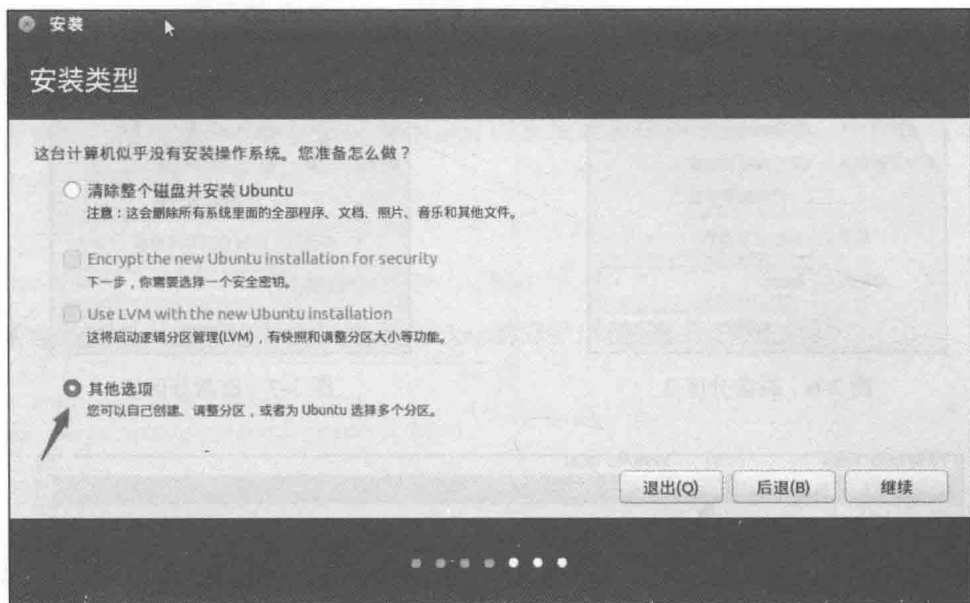 安装
安装类型
这台计算机似乎没有安装操作系统。您准备怎么做？
清除整个磁盘并安装 Ubuntu
注意：这会删除所有系统里面的全部程序、文档、照片、音乐和其他文件。
Encrypt the new Ubuntu installation for security
下一步，你需要选择一个安全密钥。
Use LVM with the new Ubuntu installation
这将启动逻辑分区管理(LVM)，有快照和调整分区大小等功能。
其他选项
您可以自己创建、调整分区，或者为 Ubuntu 选择多个分区。
退出(Q) 后退(B) 继续